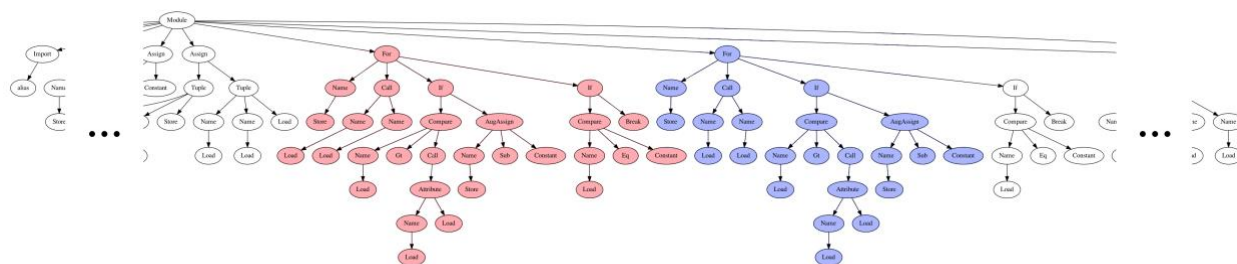 Module
Import Assign Assign For For
alias Name Constant Tuple Tuple Name Call If If Name Call If If
Store Store Name Name Load Store Name Name Compare AugAssign Compare Break Store Name Name Compare AugAssign Compare Break Name
... ...
Load Load Load Load Name Gt Call Name Sub Constant Name Eq Constant Load Load Name Gt Call Name Sub Constant Name Eq Constant Load
Load Attribute Store Load Load Attribute Store Load
Name Load Name Load
Load Load